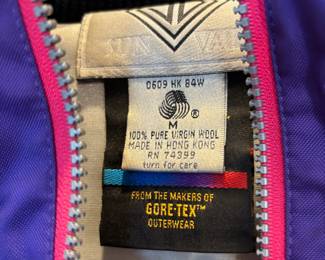 SUN VAL
0609 HK 84W
®
M
100% PURE VIRGIN WOOL
MADE IN HONG KONG
RN 74399
turn for care
FROM THE MAKERS OF
GORE-TEX™
OUTERWEAR